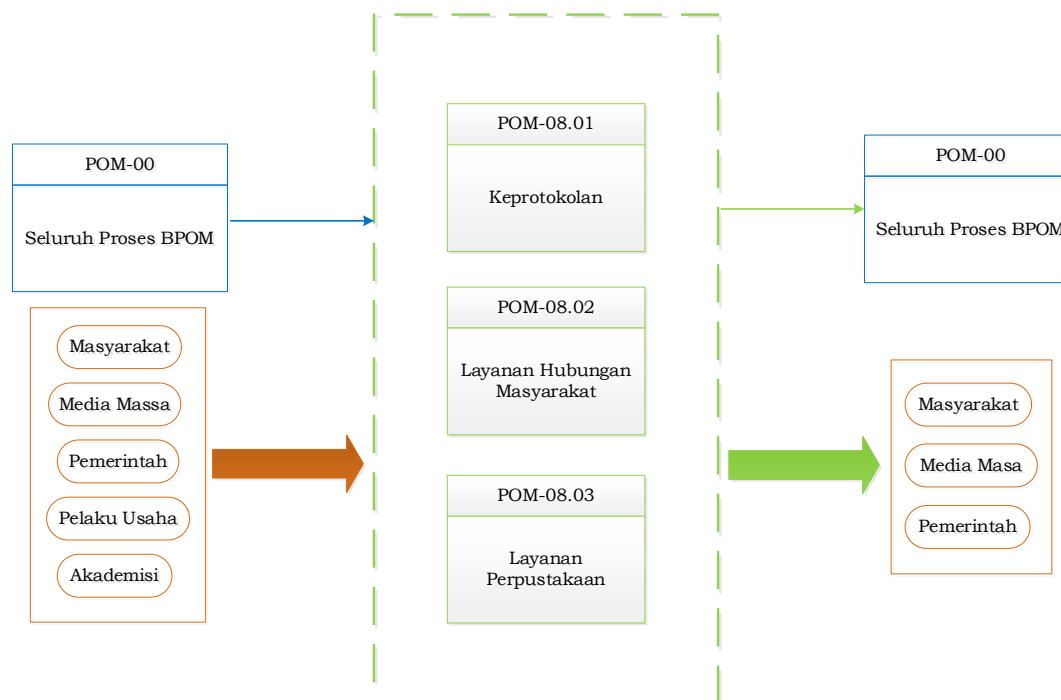 POM-00
Seluruh Proses BPOM
Masyarakat
Media Massa
Pemerintah
Pelaku Usaha
Akademisi
POM-08.01
Keprotokolan
POM-08.02
Layanan Hubungan
Masyarakat
POM-08.03
Layanan
Perpustakaan
POM-00
Seluruh Proses BPOM
Masyarakat
Media Masa
Pemerintah